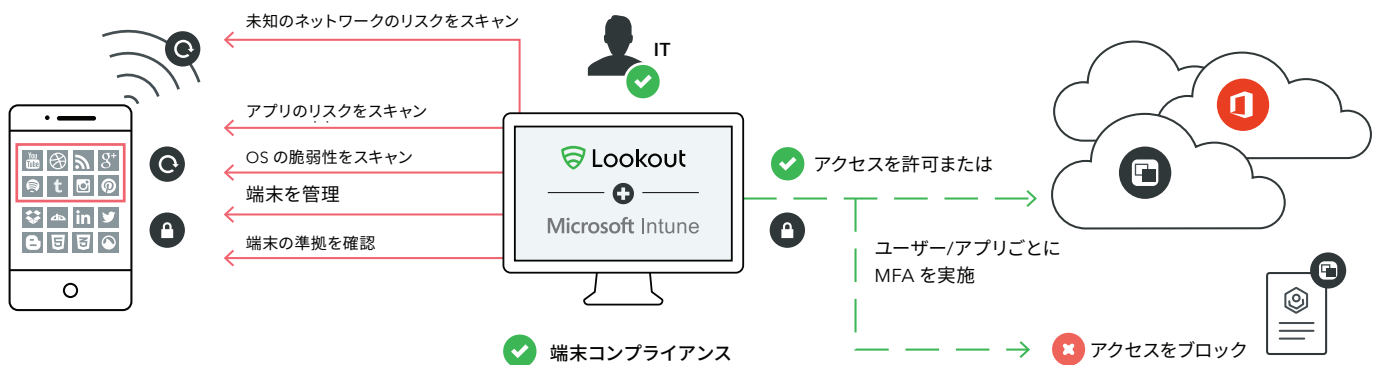 未知のネットワークのリスクをスキャン
IT
アプリのリスクをスキャン
OS の脆弱性をスキャン
端末を管理
端末の準拠を確認
You
Tube
g+
t
in
Lookout
Microsoft Intune
アクセスを許可または
ユーザー/アプリごとに
MFA を実施
端末コンプライアンス
アクセスをブロック